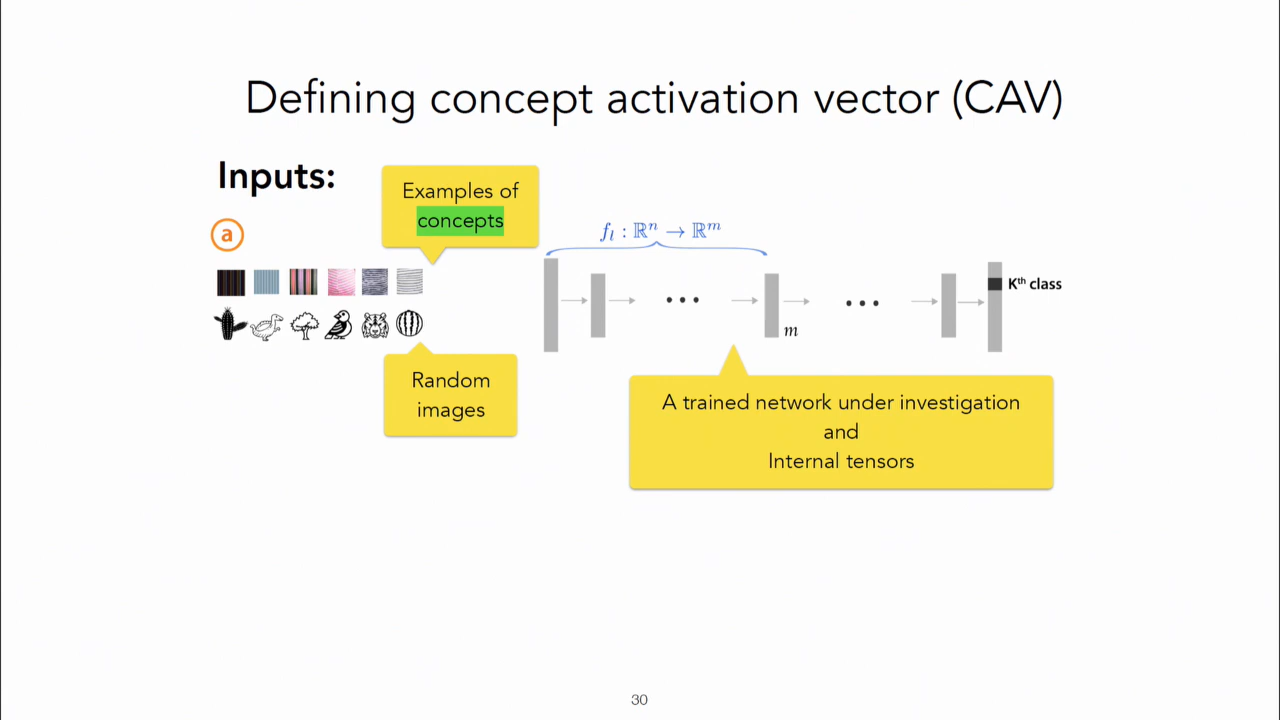 Defining concept activation vector (CAV)
Inputs:
Examples of
concepts
a
f_l : ℝⁿ → ℝᵐ
Kᵗʰ class
m
Random
images
A trained network under investigation
and
Internal tensors
30